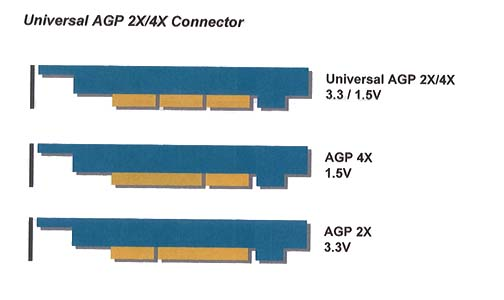 Universal AGP 2X/4X Connector
Universal AGP 2X/4X
3.3 / 1.5V
AGP 4X
1.5V
AGP 2X
3.3V